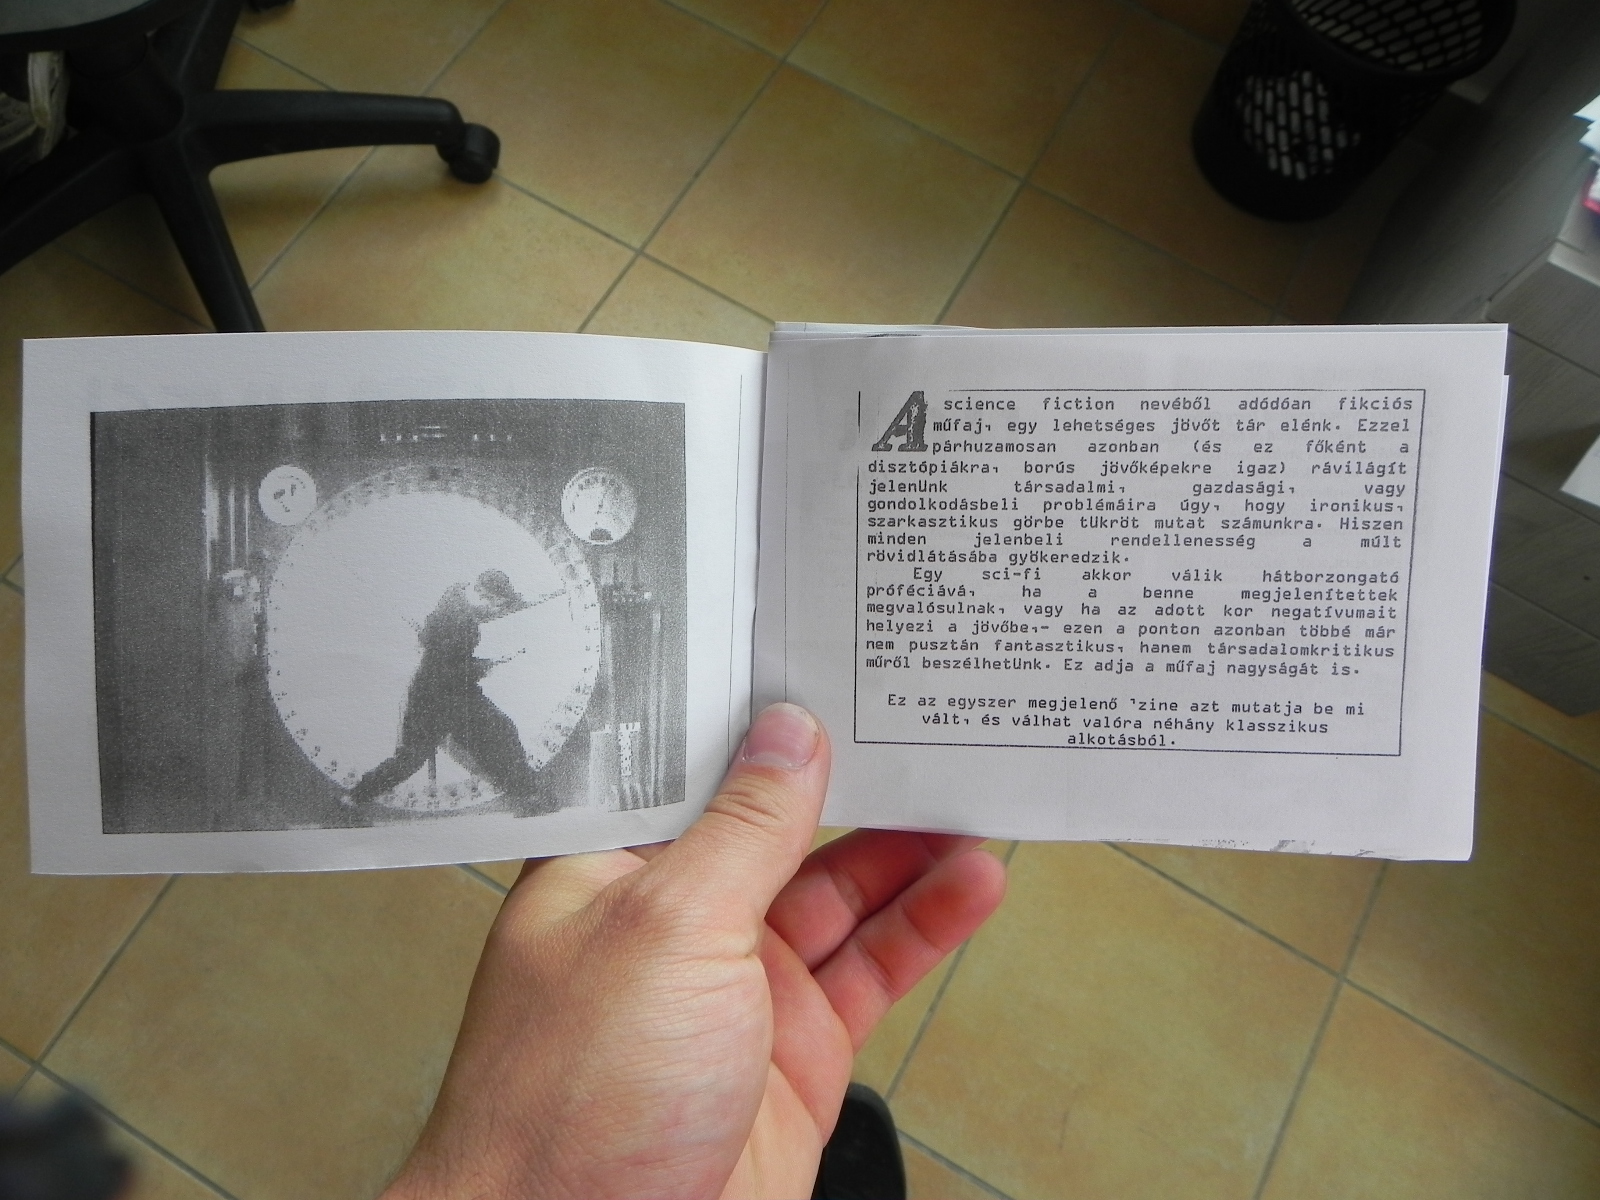 A science fiction nevéből adódóan fikciós
műfaj, egy lehetséges jövőt tár elénk. Ezzel
párhuzamosan azonban (és ez főként a
disztópiákra, borús jövőképekre igaz) rávilágít
jelenünk társadalmi, gazdasági, vagy
gondolkodásbeli problémáira úgy, hogy ironikus,
szarkasztikus görbe tükröt mutat számunkra. Hiszen
minden jelenbeli rendellenesség a múlt
rövidlátásába gyökeredzik.
Egy sci-fi akkor válik hátborzongató
próféciává, ha a benne megjelenítettek
megvalósulnak, vagy ha az adott kor negatívumait
helyezi a jövőbe,- ezen a ponton azonban többé már
nem pusztán fantasztikus, hanem társadalomkritikus
műről beszélhetünk. Ez adja a műfaj nagyságát is.
Ez az egyszer megjelenő 'zine azt mutatja be mi
vált, és válhat valóra néhány klasszikus
alkotásból.